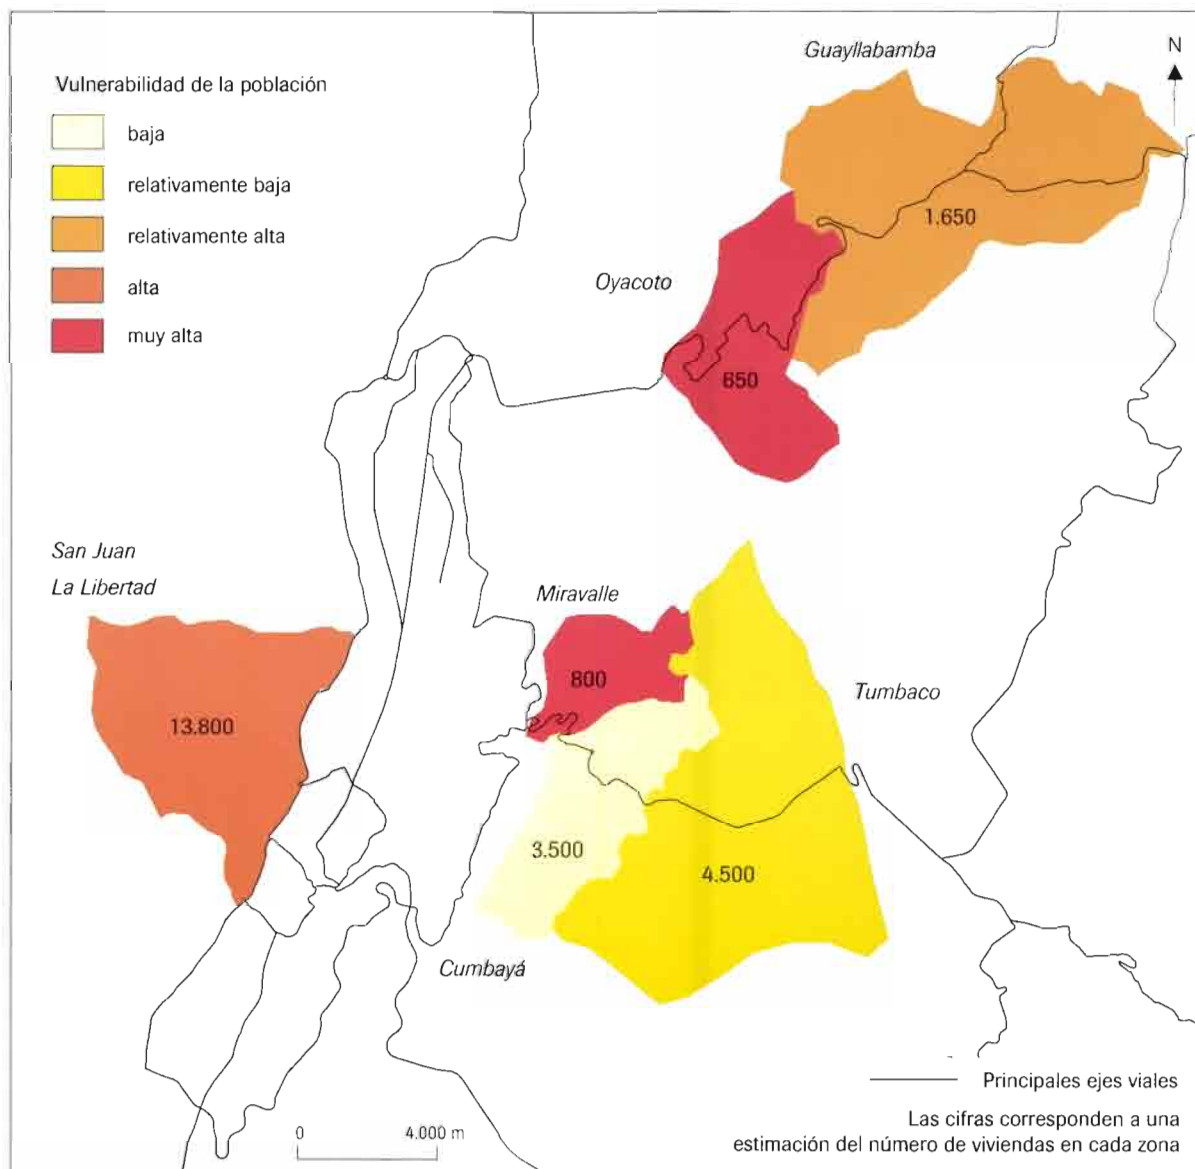 Guayllabamba
N
Vulnerabilidad de la población
baja
relativamente baja
relativamente alta
alta
muy alta
1.650
Oyacoto
650
San Juan
La Libertad
Miravalle
800
Tumbaco
13.800
3.500
4.500
Cumbayá
Principales ejes viales
Las cifras corresponden a una
estimación del número de viviendas en cada zona
0 4.000 m